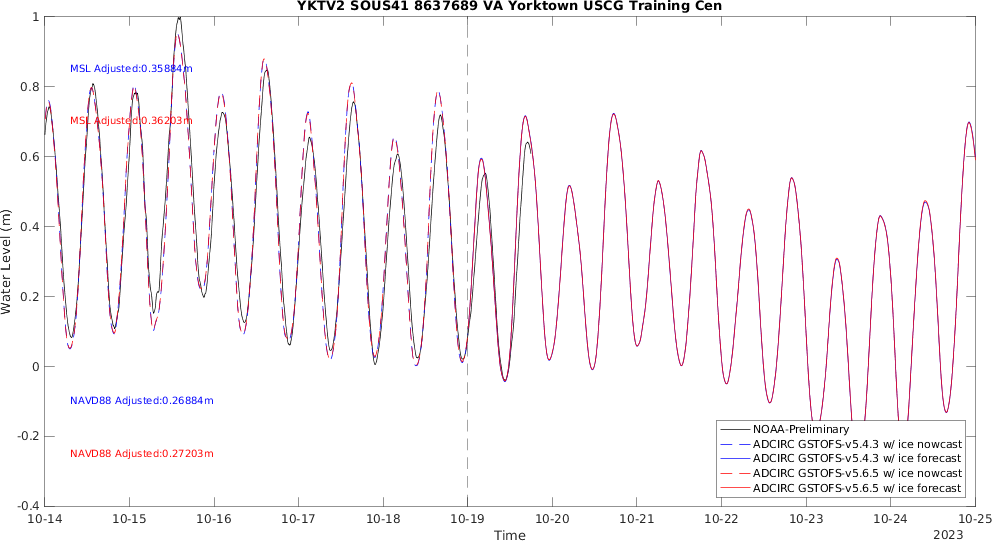 YKTV2 SOUS41 8637689 VA Yorktown USCG Training Cen
Water Level (m)
1
0.8
0.6
0.4
0.2
0
-0.2
-0.4
MSL Adjusted:0.35884m
MSL Adjusted:0.36203m
NAVD88 Adjusted:0.26884m
NAVD88 Adjusted:0.27203m
NOAA-Preliminary
ADCIRC GSTOFS-v5.4.3 w/ ice nowcast
ADCIRC GSTOFS-v5.4.3 w/ ice forecast
ADCIRC GSTOFS-v5.6.5 w/ ice nowcast
ADCIRC GSTOFS-v5.6.5 w/ ice forecast
10-14 10-15 10-16 10-17 10-18 10-19 10-20 10-21 10-22 10-23 10-24 10-25
Time
2023